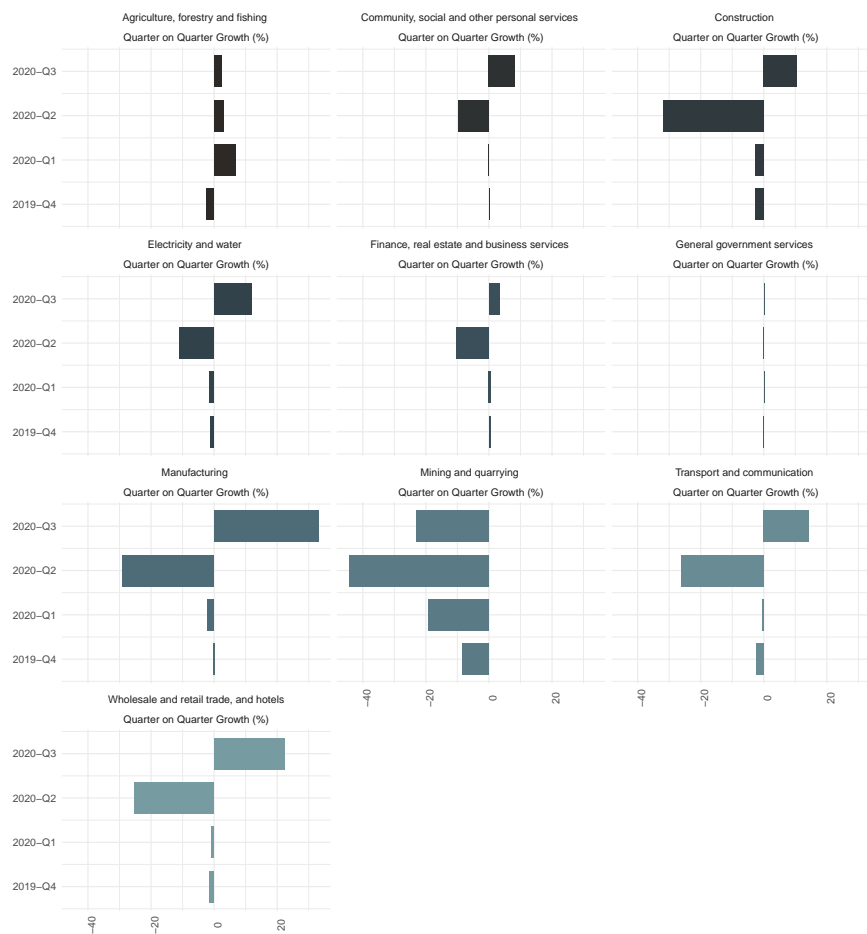 Agriculture, forestry and fishing
Community, social and other personal services
Construction
Quarter on Quarter Growth (%)
Quarter on Quarter Growth (%)
Quarter on Quarter Growth (%)
2020−Q3
2020−Q2
2020−Q1
2019−Q4
Electricity and water
Finance, real estate and business services
General government services
Quarter on Quarter Growth (%)
Quarter on Quarter Growth (%)
Quarter on Quarter Growth (%)
2020−Q3
2020−Q2
2020−Q1
2019−Q4
Manufacturing
Mining and quarrying
Transport and communication
Quarter on Quarter Growth (%)
Quarter on Quarter Growth (%)
Quarter on Quarter Growth (%)
2020−Q3
2020−Q2
2020−Q1
2019−Q4
−40
−20
0
−40
−20
0
20
Wholesale and retail trade, and hotels
Quarter on Quarter Growth (%)
2020−Q3
2020−Q2
2020−Q1
2019−Q4
−40
−20
0
20